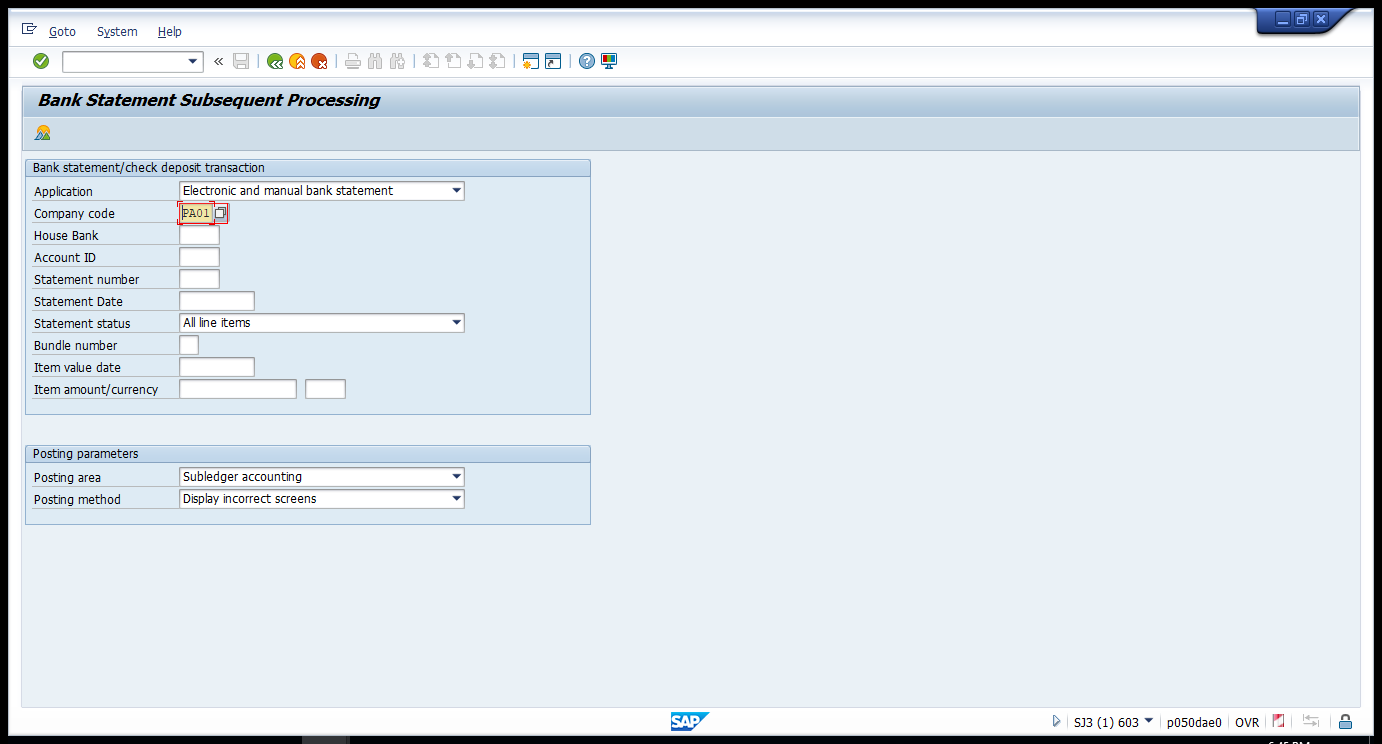 Goto System Help
«
Bank Statement Subsequent Processing
Bank statement/check deposit transaction
Application Electronic and manual bank statement
Company code PA01
House Bank
Account ID
Statement number
Statement Date
Statement status All line items
Bundle number
Item value date
Item amount/currency
Posting parameters
Posting area Subledger accounting
Posting method Display incorrect screens
SAP SJ3 (1) 603 p050dae0 OVR